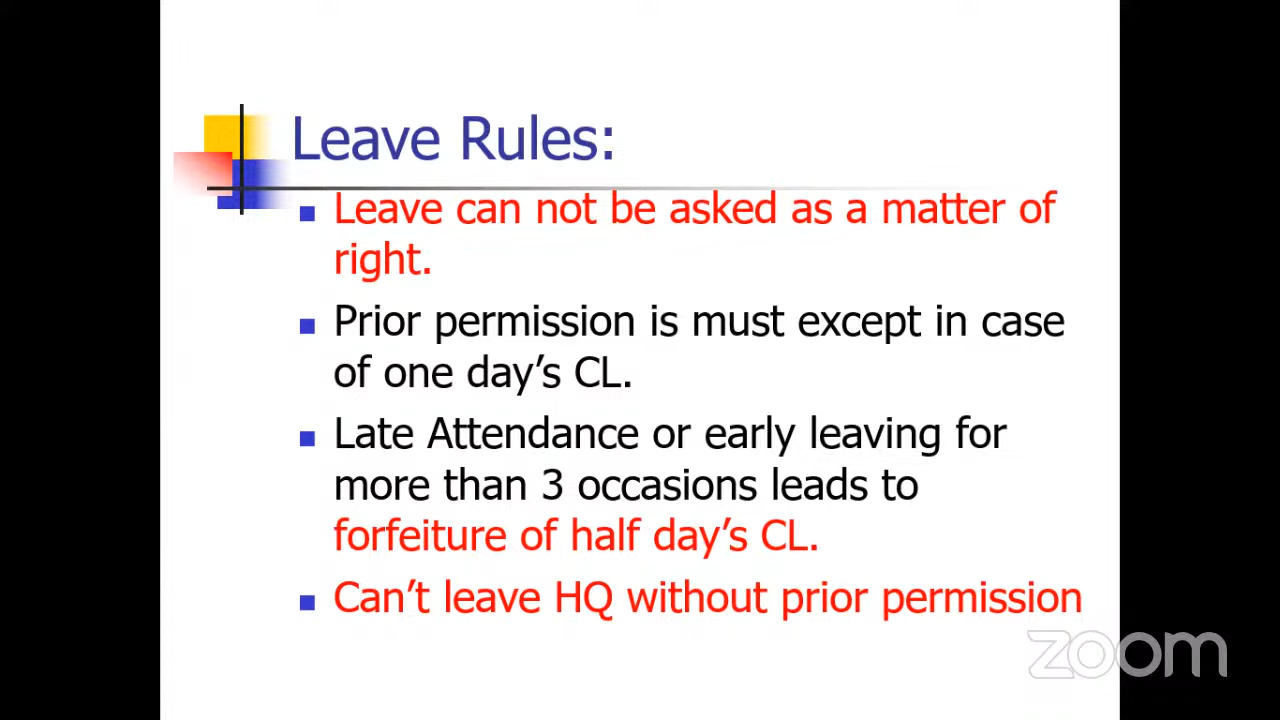 Leave Rules:
Leave can not be asked as a matter of
right.
Prior permission is must except in case
of one day’s CL.
Late Attendance or early leaving for
more than 3 occasions leads to
forfeiture of half day’s CL.
Can’t leave HQ without prior permission
zoom